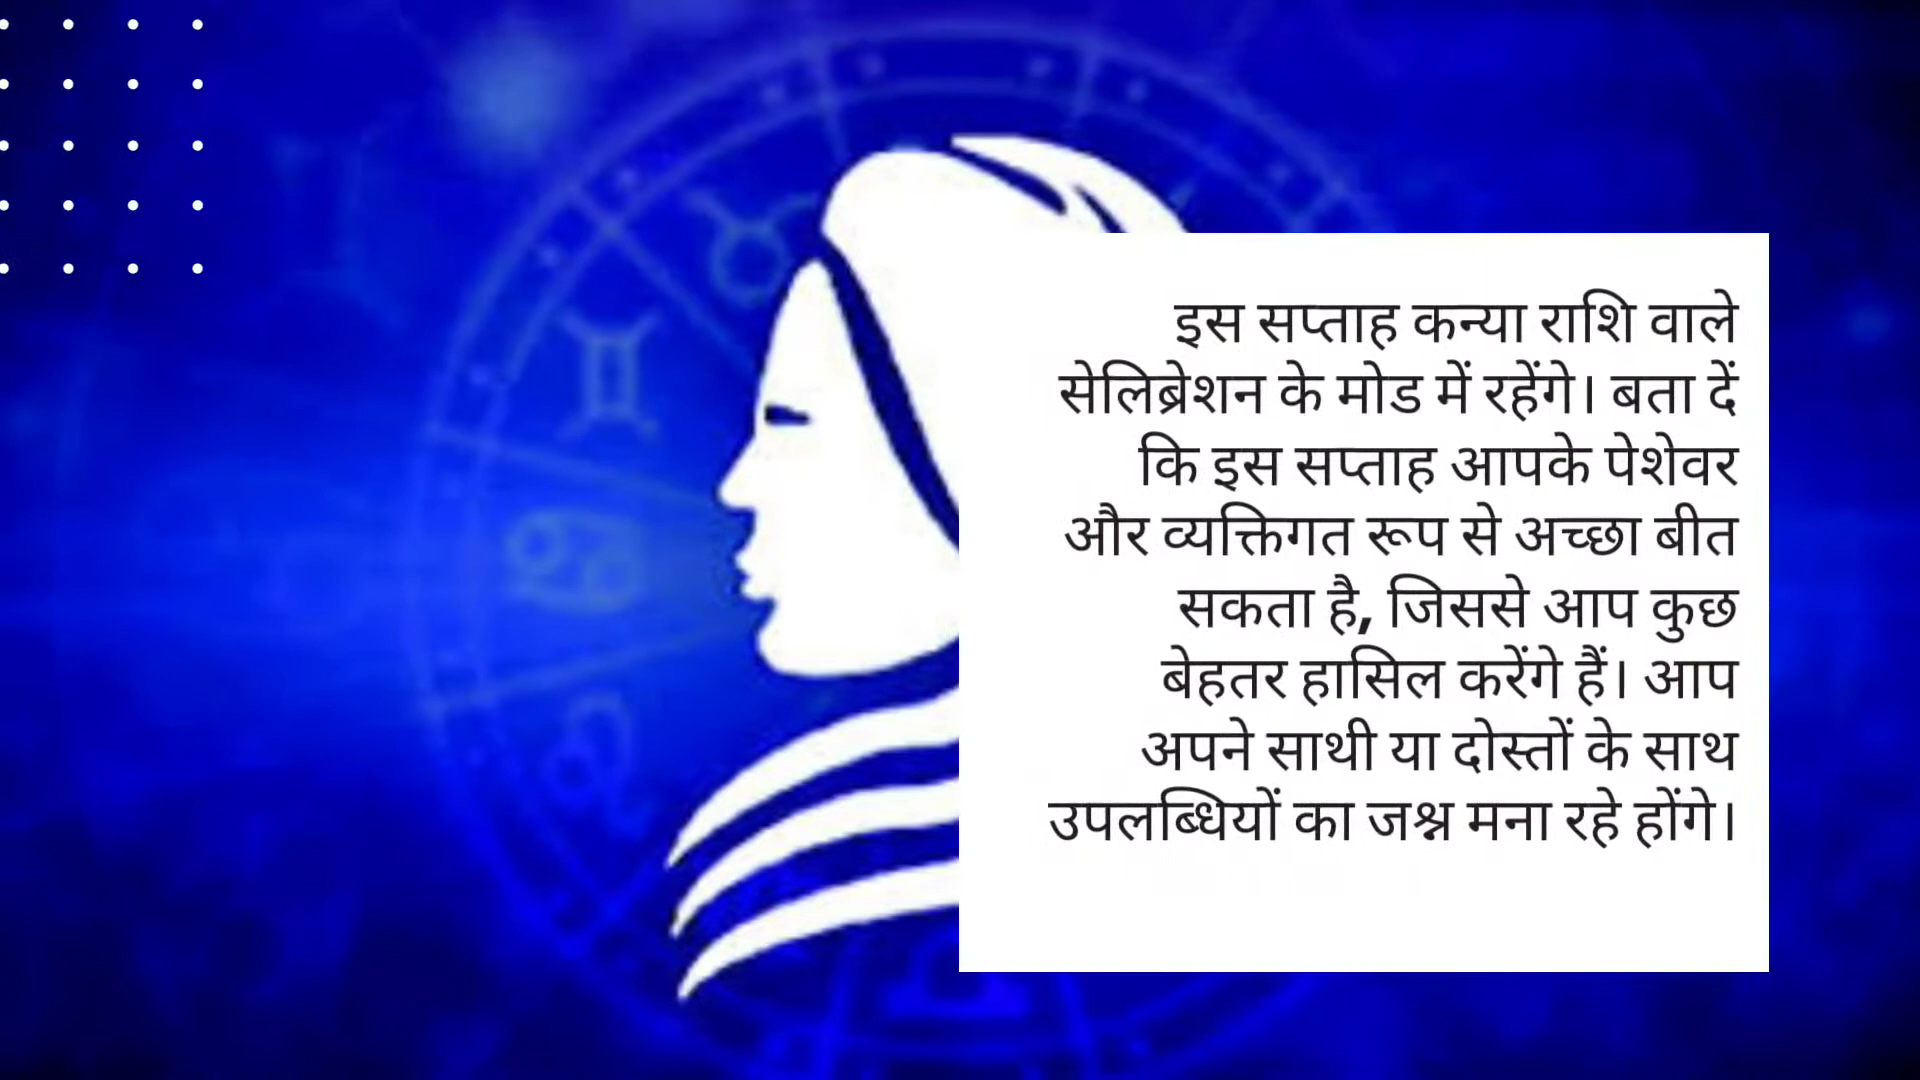 इस सप्ताह कन्या राशि वाले
सेलिब्रेशन के मोड में रहेंगे। बता दें
कि इस सप्ताह आपके पेशेवर
और व्यक्तिगत रूप से अच्छा बीत
सकता है, जिससे आप कुछ
बेहतर हासिल करेंगे हैं। आप
अपने साथी या दोस्तों के साथ
उपलब्धियों का जश्न मना रहे होंगे।